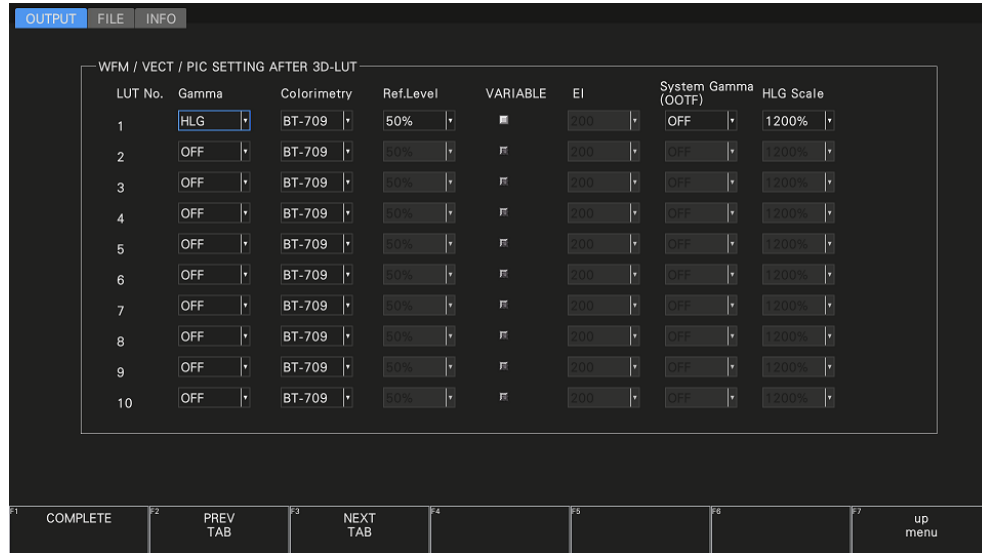 OUTPUT FILE INFO
WFM / VECT / PIC SETTING AFTER 3D-LUT
LUT No. Gamma Colorimetry Ref.Level VARIABLE EI System Gamma (OOTF) HLG Scale
1 HLG BT-709 50% 200 OFF 1200%
2 OFF BT-709 50% 200 OFF 1200%
3 OFF BT-709 50% 200 OFF 1200%
4 OFF BT-709 50% 200 OFF 1200%
5 OFF BT-709 50% 200 OFF 1200%
6 OFF BT-709 50% 200 OFF 1200%
7 OFF BT-709 50% 200 OFF 1200%
8 OFF BT-709 50% 200 OFF 1200%
9 OFF BT-709 50% 200 OFF 1200%
10 OFF BT-709 50% 200 OFF 1200%
F1 COMPLETE F2 PREV TAB F3 NEXT TAB F4 F5 F6 F7 up menu